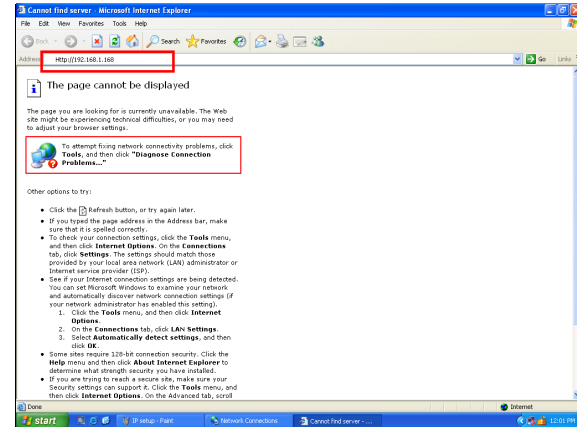 Cannot find server - Microsoft Internet Explorer
File Edit View Favorites Tools Help
Back Search Favorites
Address Http://192.168.1.168 Go Links
The page cannot be displayed
The page you are looking for is currently unavailable. The Web
site might be experiencing technical difficulties, or you may need
to adjust your browser settings.
To attempt fixing network connectivity problems, click
Tools, and then click "Diagnose Connection
Problems..."
Other options to try:
Click the Refresh button, or try again later.
If you typed the page address in the Address bar, make
sure that it is spelled correctly.
To check your connection settings, click the Tools menu,
and then click Internet Options. On the Connections
tab, click Settings. The settings should match those
provided by your local area network (LAN) administrator or
Internet service provider (ISP).
See if your Internet connection settings are being detected.
You can set Microsoft Windows to examine your network
and automatically discover network connection settings (if
your network administrator has enabled this setting).
1. Click the Tools menu, and then click Internet
Options.
2. On the Connections tab, click LAN Settings.
3. Select Automatically detect settings, and then
click OK.
Some sites require 128-bit connection security. Click the
Help menu and then click About Internet Explorer to
determine what strength security you have installed.
If you are trying to reach a secure site, make sure your
Security settings can support it. Click the Tools menu, and
then click Internet Options. On the Advanced tab, scroll
Done Internet
start IP setup - Paint Network Connections Cannot find server - ... 12:01 PM